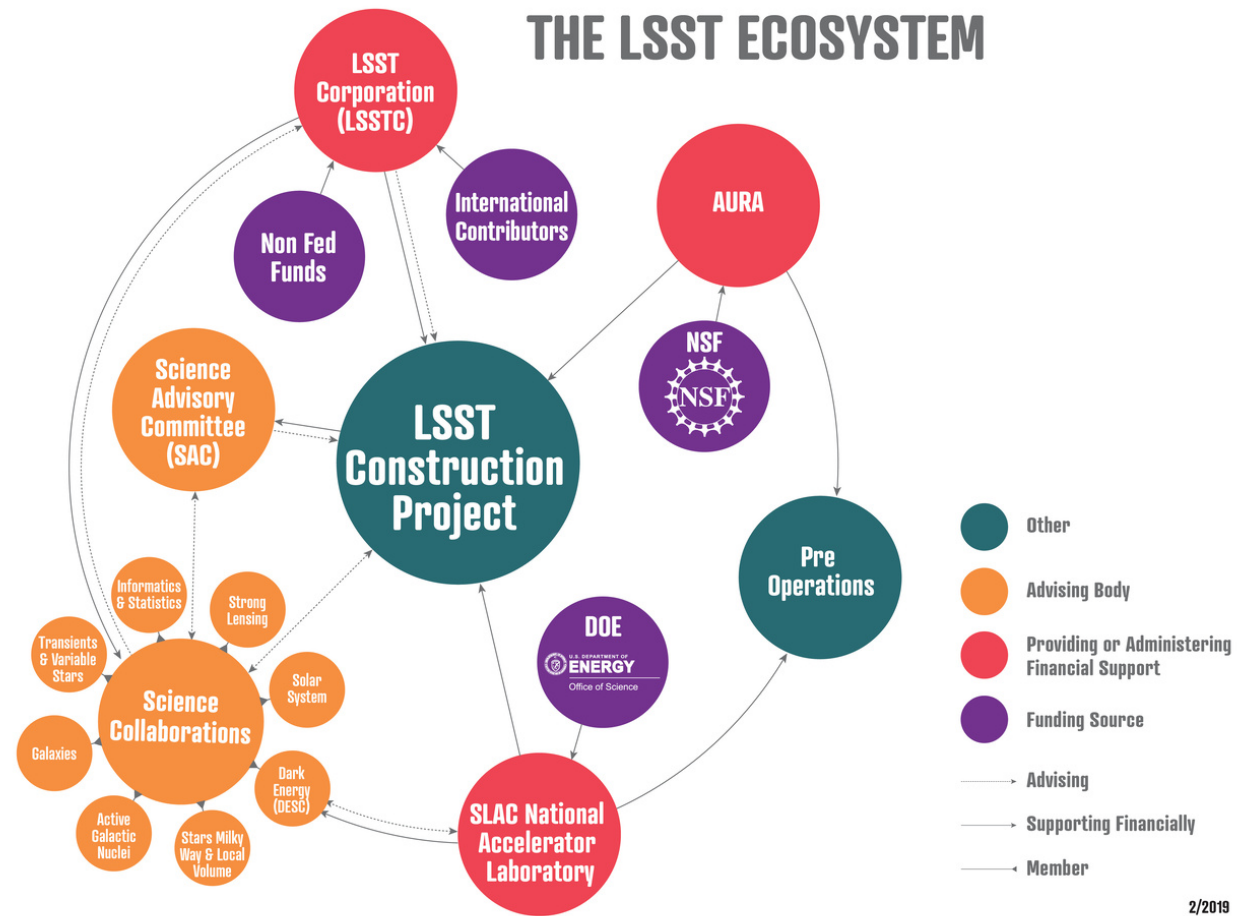 THE LSST ECOSYSTEM
LSST
Corporation
(LSSTC)
International
Contributors
AURA
Non Fed
Funds
NSF
NSF
Science
Advisory
Committee
(SAC)
LSST
Construction
Project
Pre
Operations
Informatics
& Statistics
Strong
Lensing
Transients
& Variable
Stars
Solar
System
Science
Collaborations
Galaxies
Dark
Energy
(DESC)
Active
Galactic
Nuclei
Stars Milky
Way & Local
Volume
DOE
U.S. DEPARTMENT OF
ENERGY
Office of Science
SLAC National
Accelerator
Laboratory
Other
Advising Body
Providing or Administering
Financial Support
Funding Source
Advising
Supporting Financially
Member
2/2019